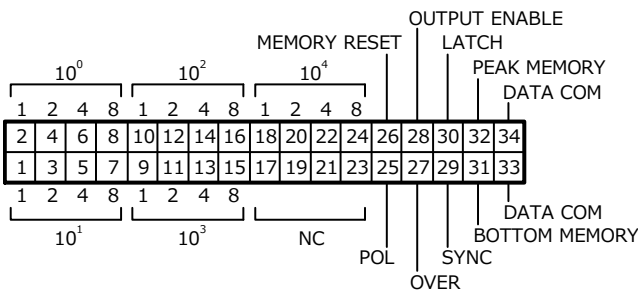 OUTPUT ENABLE
MEMORY RESET LATCH
10⁰ 10² 10⁴ PEAK MEMORY
DATA COM
1 2 4 8 1 2 4 8 1 2 4 8
2 4 6 8 10 12 14 16 18 20 22 24 26 28 30 32 34
1 3 5 7 9 11 13 15 17 19 21 23 25 27 29 31 33
1 2 4 8 1 2 4 8
DATA COM
10¹ 10³ NC BOTTOM MEMORY
POL SYNC
OVER